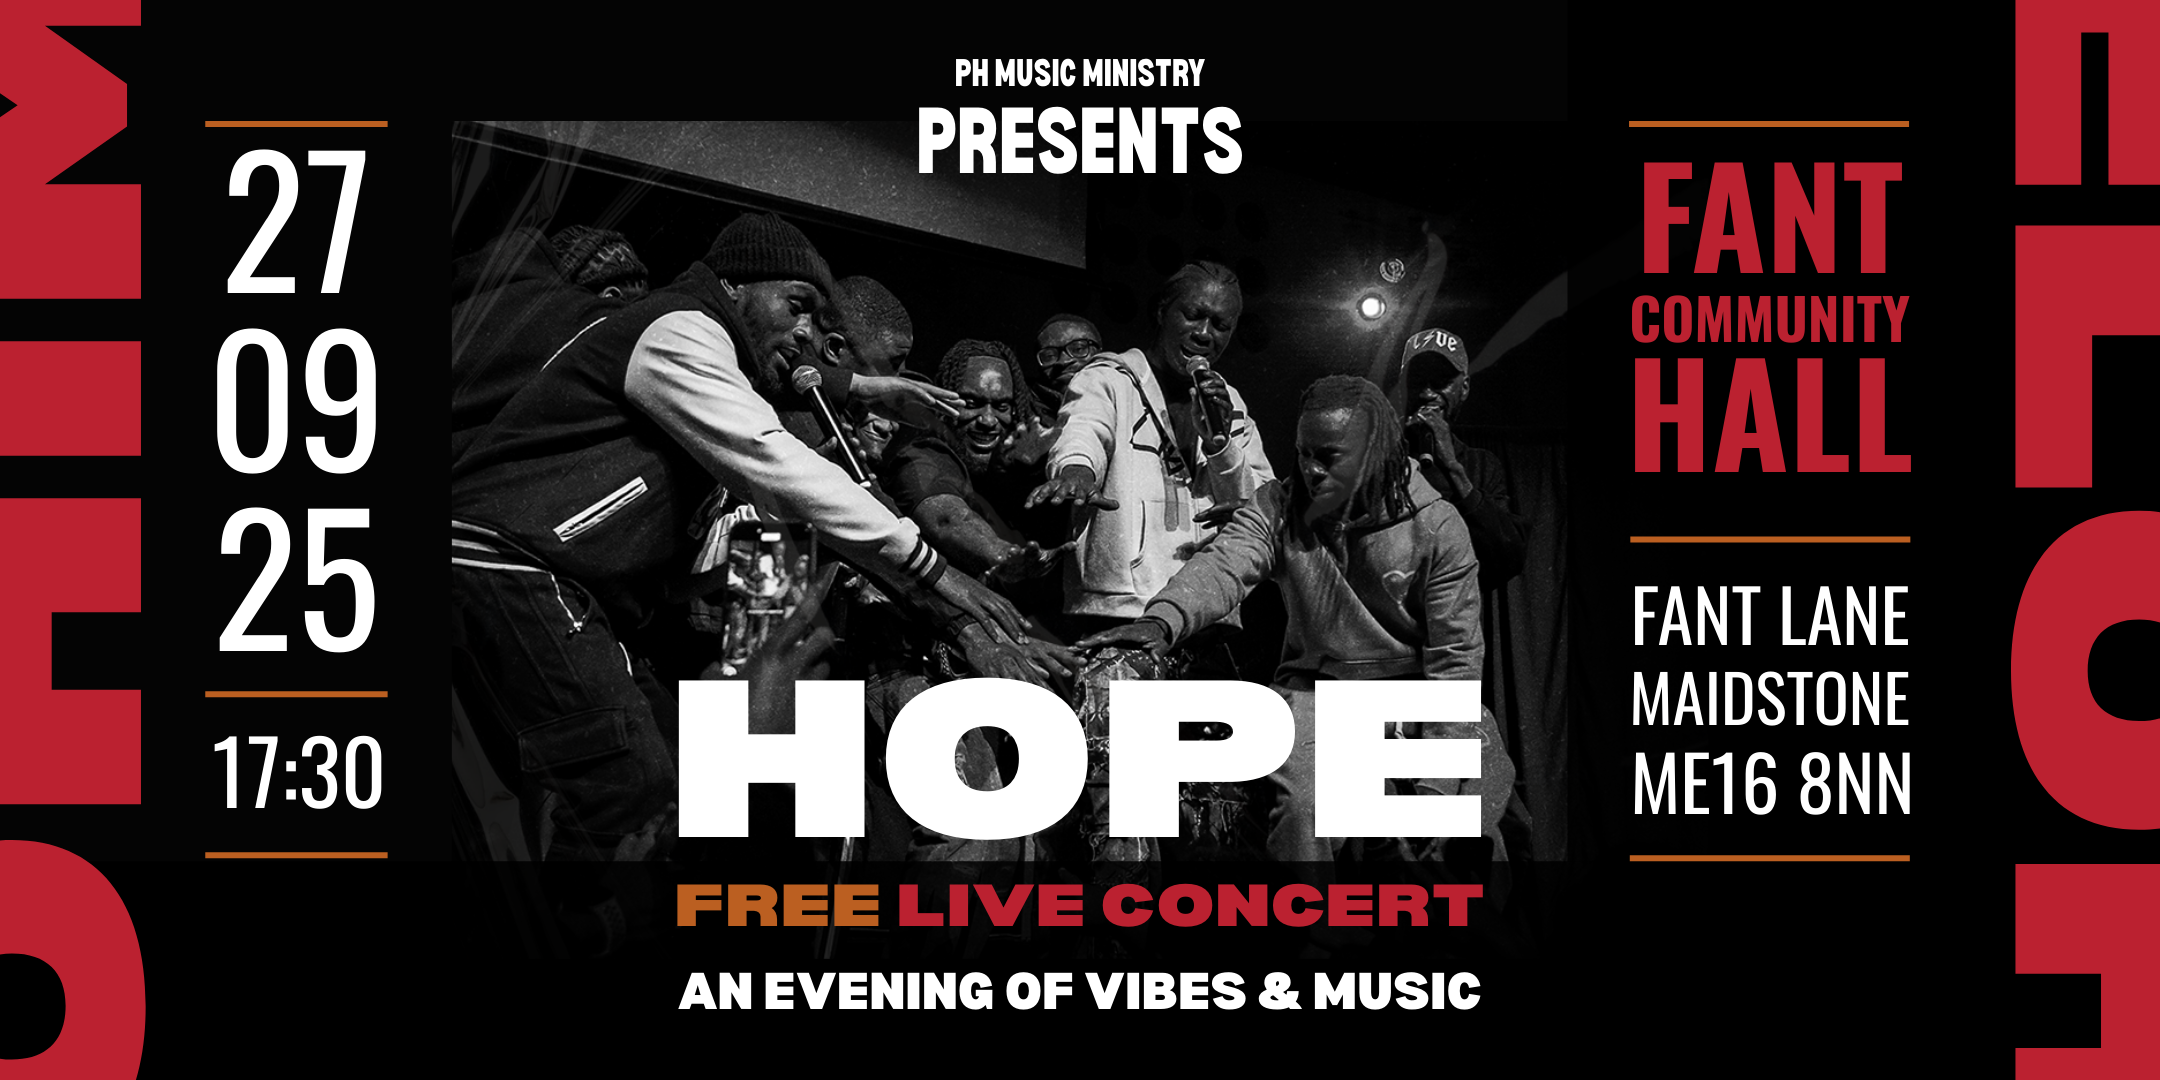 PH MUSIC MINISTRY
PRESENTS
27
09
25
17:30
FANT
COMMUNITY
HALL
FANT LANE
MAIDSTONE
ME16 8NN
HOPE
FREE LIVE CONCERT
AN EVENING OF VIBES & MUSIC